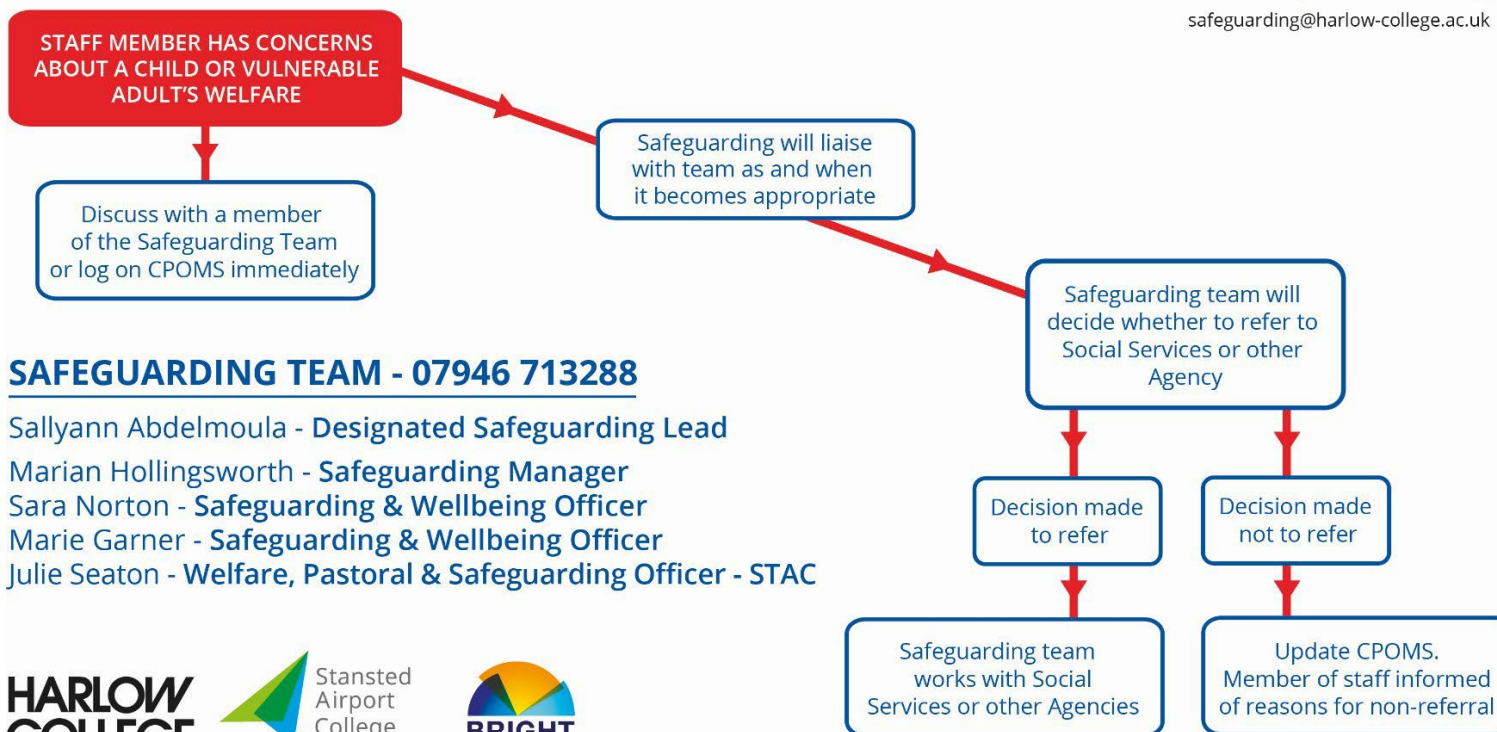 safeguarding@harlow-college.ac.uk
STAFF MEMBER HAS CONCERNS
ABOUT A CHILD OR VULNERABLE
ADULT'S WELFARE
Safeguarding will liaise
with team as and when
it becomes appropriate
Discuss with a member
of the Safeguarding Team
or log on CPOMS immediately
Safeguarding team will
decide whether to refer to
Social Services or other
Agency
SAFEGUARDING TEAM - 07946 713288
Sallyann Abdelmoula - Designated Safeguarding Lead
Marian Hollingsworth - Safeguarding Manager
Sara Norton - Safeguarding & Wellbeing Officer
Marie Garner - Safeguarding & Wellbeing Officer
Julie Seaton - Welfare, Pastoral & Safeguarding Officer - STAC
Decision made
to refer
Decision made
not to refer
Safeguarding team
works with Social
Services or other Agencies
Update CPOMS.
Member of staff informed
of reasons for non-referral
HARLOW
COLLEGE
Stansted
Airport
College
BRIGHT